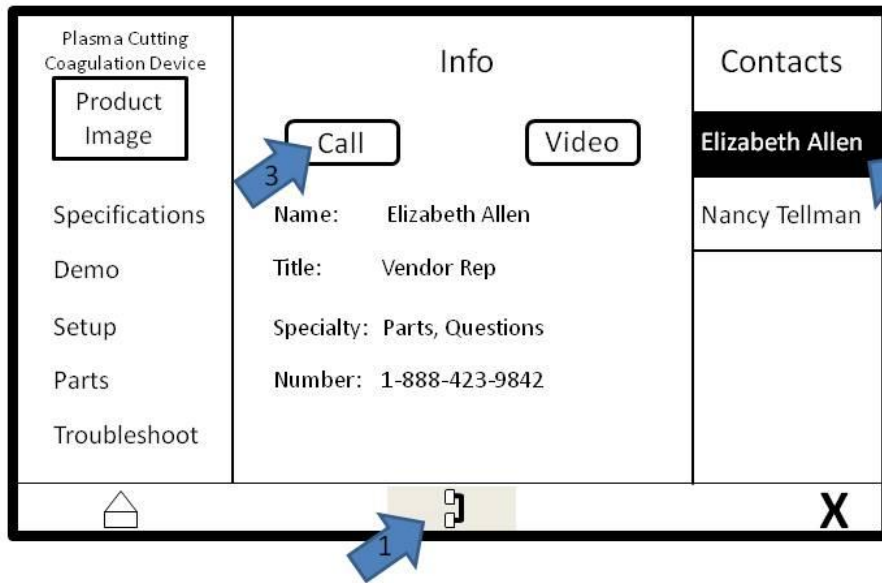 Plasma Cutting
Coagulation Device
Product
Image
Specifications
Demo
Setup
Parts
Troubleshoot
Info
Call
Video
3
Name: Elizabeth Allen
Title: Vendor Rep
Specialty: Parts, Questions
Number: 1-888-423-9842
Contacts
Elizabeth Allen
Nancy Tellman
1
X